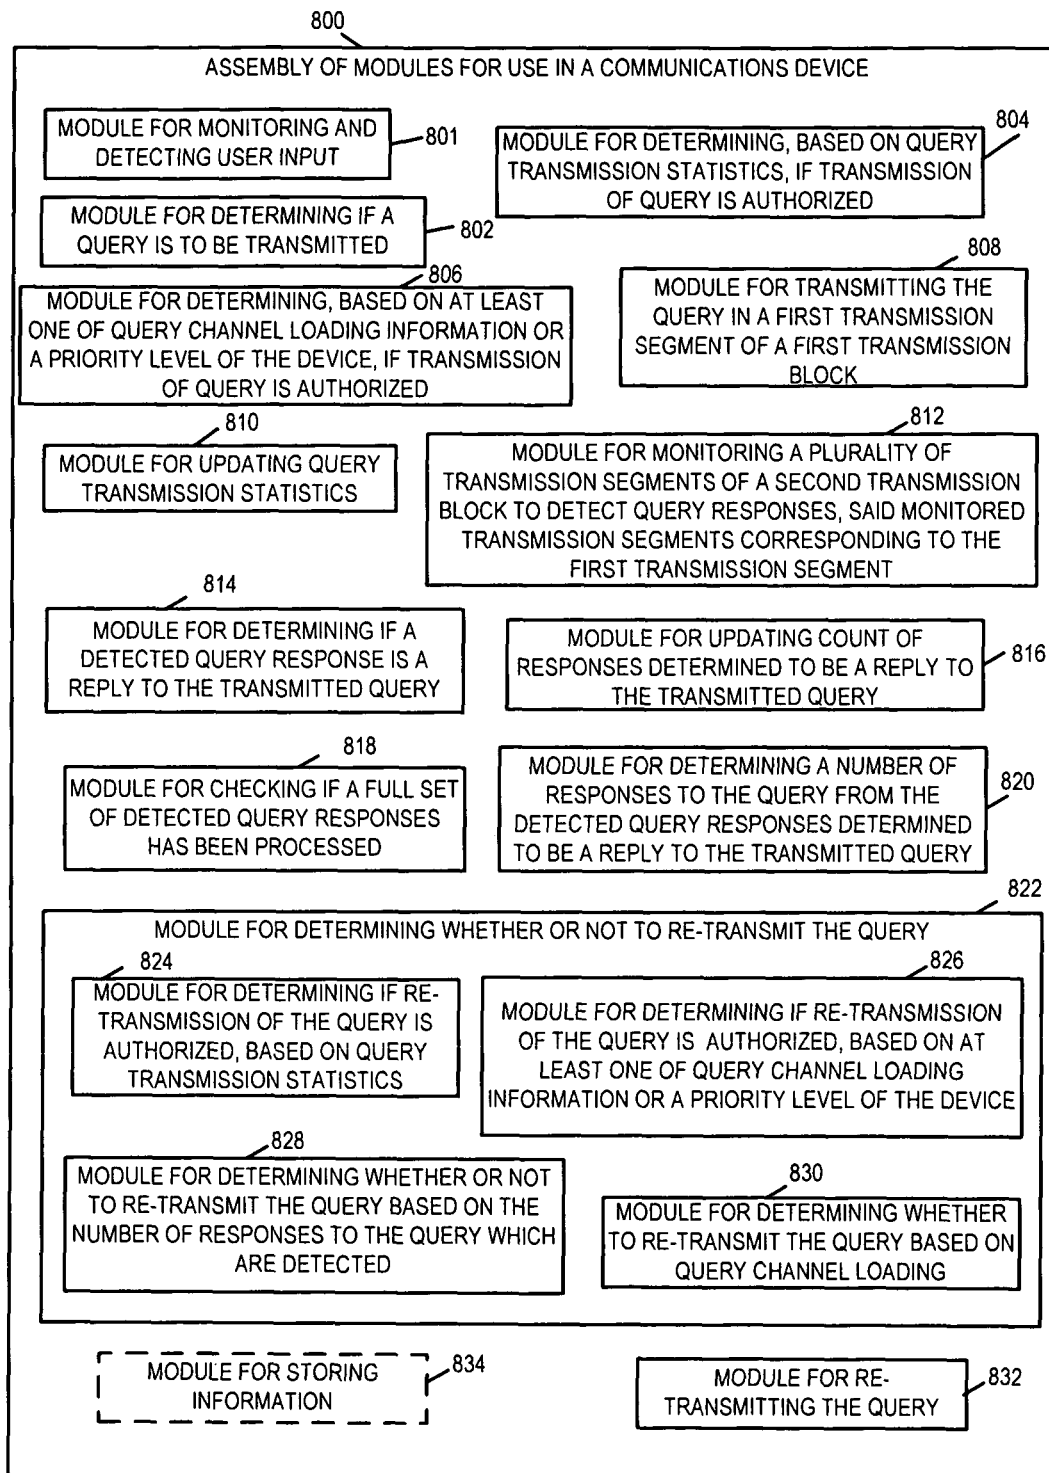 800
ASSEMBLY OF MODULES FOR USE IN A COMMUNICATIONS DEVICE
MODULE FOR MONITORING AND
DETECTING USER INPUT
801
MODULE FOR DETERMINING, BASED ON QUERY
TRANSMISSION STATISTICS, IF TRANSMISSION
OF QUERY IS AUTHORIZED
804
MODULE FOR DETERMINING IF A
QUERY IS TO BE TRANSMITTED
802
806
MODULE FOR DETERMINING, BASED ON AT LEAST
ONE OF QUERY CHANNEL LOADING INFORMATION OR
A PRIORITY LEVEL OF THE DEVICE, IF TRANSMISSION
OF QUERY IS AUTHORIZED
808
MODULE FOR TRANSMITTING THE
QUERY IN A FIRST TRANSMISSION
SEGMENT OF A FIRST TRANSMISSION
BLOCK
810
MODULE FOR UPDATING QUERY
TRANSMISSION STATISTICS
812
MODULE FOR MONITORING A PLURALITY OF
TRANSMISSION SEGMENTS OF A SECOND TRANSMISSION
BLOCK TO DETECT QUERY RESPONSES, SAID MONITORED
TRANSMISSION SEGMENTS CORRESPONDING TO THE
FIRST TRANSMISSION SEGMENT
814
MODULE FOR DETERMINING IF A
DETECTED QUERY RESPONSE IS A
REPLY TO THE TRANSMITTED QUERY
MODULE FOR UPDATING COUNT OF
RESPONSES DETERMINED TO BE A REPLY TO
THE TRANSMITTED QUERY
816
818
MODULE FOR CHECKING IF A FULL SET
OF DETECTED QUERY RESPONSES
HAS BEEN PROCESSED
MODULE FOR DETERMINING A NUMBER OF
RESPONSES TO THE QUERY FROM THE
DETECTED QUERY RESPONSES DETERMINED
TO BE A REPLY TO THE TRANSMITTED QUERY
820
822
MODULE FOR DETERMINING WHETHER OR NOT TO RE-TRANSMIT THE QUERY
824
MODULE FOR DETERMINING IF RE-
TRANSMISSION OF THE QUERY IS
AUTHORIZED, BASED ON QUERY
TRANSMISSION STATISTICS
826
MODULE FOR DETERMINING IF RE-TRANSMISSION
OF THE QUERY IS AUTHORIZED, BASED ON AT
LEAST ONE OF QUERY CHANNEL LOADING
INFORMATION OR A PRIORITY LEVEL OF THE DEVICE
828
MODULE FOR DETERMINING WHETHER OR NOT
TO RE-TRANSMIT THE QUERY BASED ON THE
NUMBER OF RESPONSES TO THE QUERY WHICH
ARE DETECTED
830
MODULE FOR DETERMINING WHETHER
TO RE-TRANSMIT THE QUERY BASED ON
QUERY CHANNEL LOADING
MODULE FOR STORING
INFORMATION
834
MODULE FOR RE-
TRANSMITTING THE QUERY
832